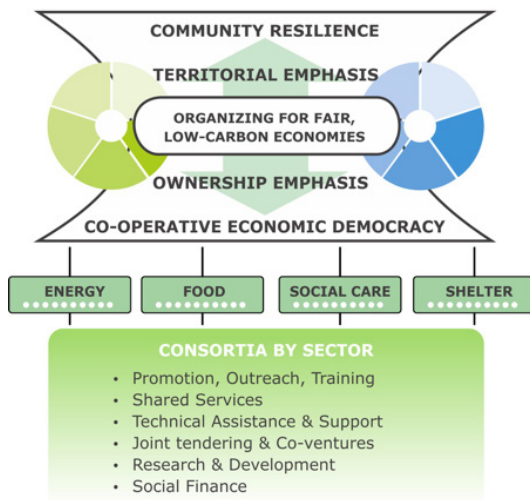 COMMUNITY RESILIENCE
TERRITORIAL EMPHASIS
ORGANIZING FOR FAIR,
LOW-CARBON ECONOMIES
OWNERSHIP EMPHASIS
CO-OPERATIVE ECONOMIC DEMOCRACY
ENERGY
FOOD
SOCIAL CARE
SHELTER
CONSORTIA BY SECTOR
• Promotion, Outreach, Training
• Shared Services
• Technical Assistance & Support
• Joint tendering & Co-ventures
• Research & Development
• Social Finance